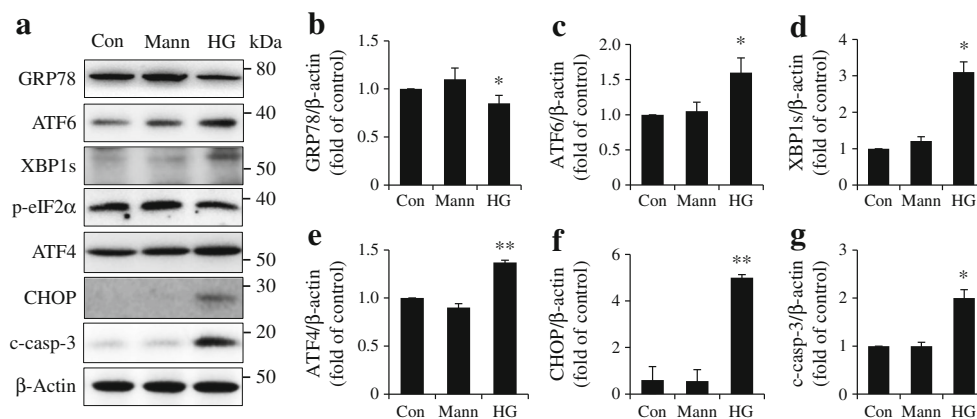 a
Con Mann HG kDa
GRP78 80
ATF6 40
XBP1s 50
p-eIF2α 40
ATF4 50
CHOP 30
c-casp-3 20
β-Actin 50
b
GRP78/β-actin
(fold of control)
1.5
1.0
0.5
0
*
Con Mann HG
c
ATF6/β-actin
(fold of control)
2.0
1.5
1.0
0.5
0
*
Con Mann HG
d
XBP1s/β-actin
(fold of control)
4
3
2
1
0
*
Con Mann HG
e
ATF4/β-actin
(fold of control)
1.5
1.0
0.5
0
**
Con Mann HG
f
CHOP/β-actin
(fold of control)
6
4
2
0
**
Con Mann HG
g
c-casp-3/β-actin
(fold of control)
3
2
1
0
*
Con Mann HG